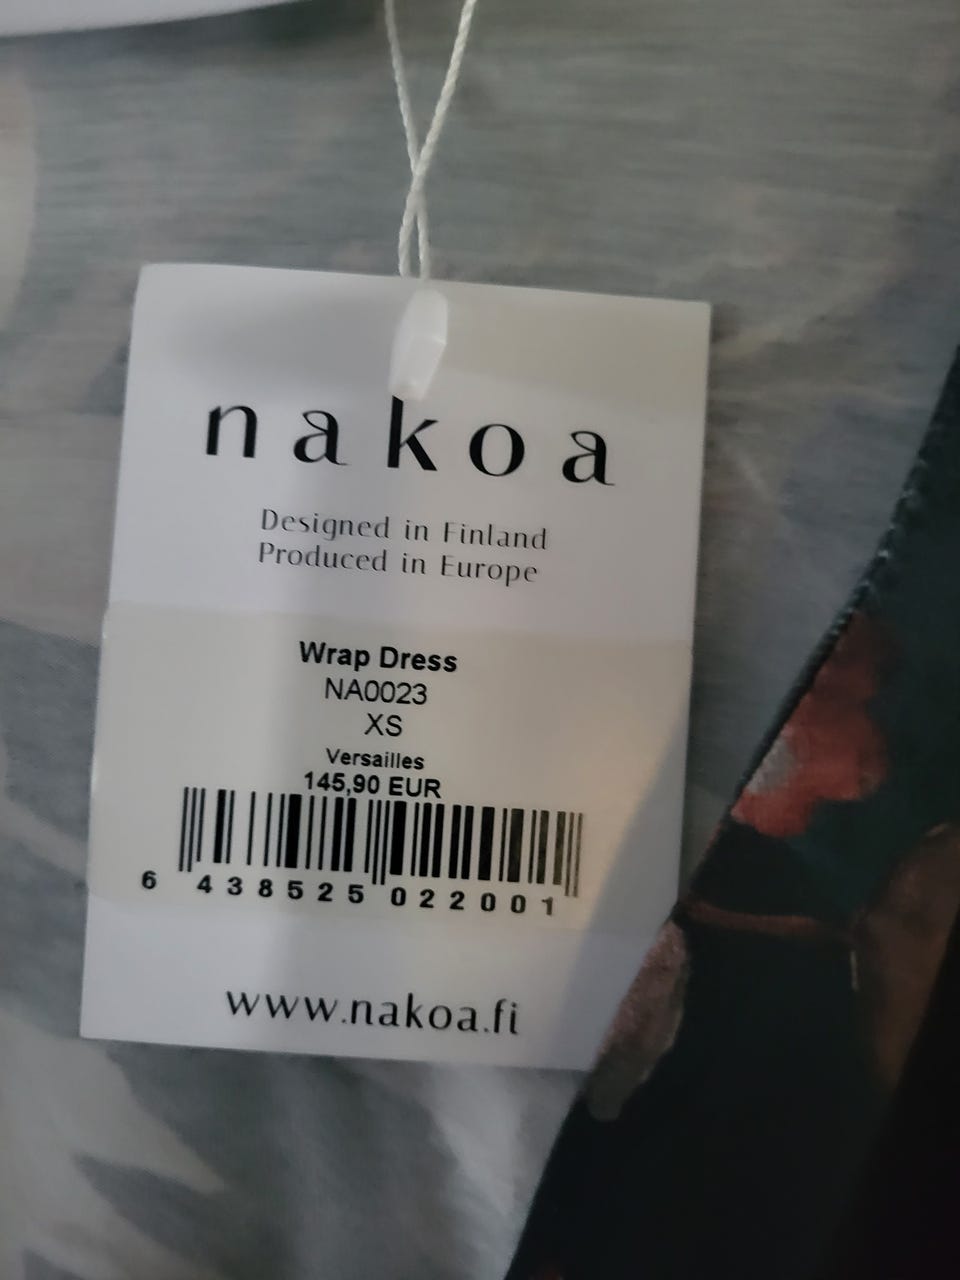 nakoa
Designed in Finland
Produced in Europe
Wrap Dress
NA0023
XS
Versailles
145,90 EUR
6 438525 022001
www.nakoa.fi